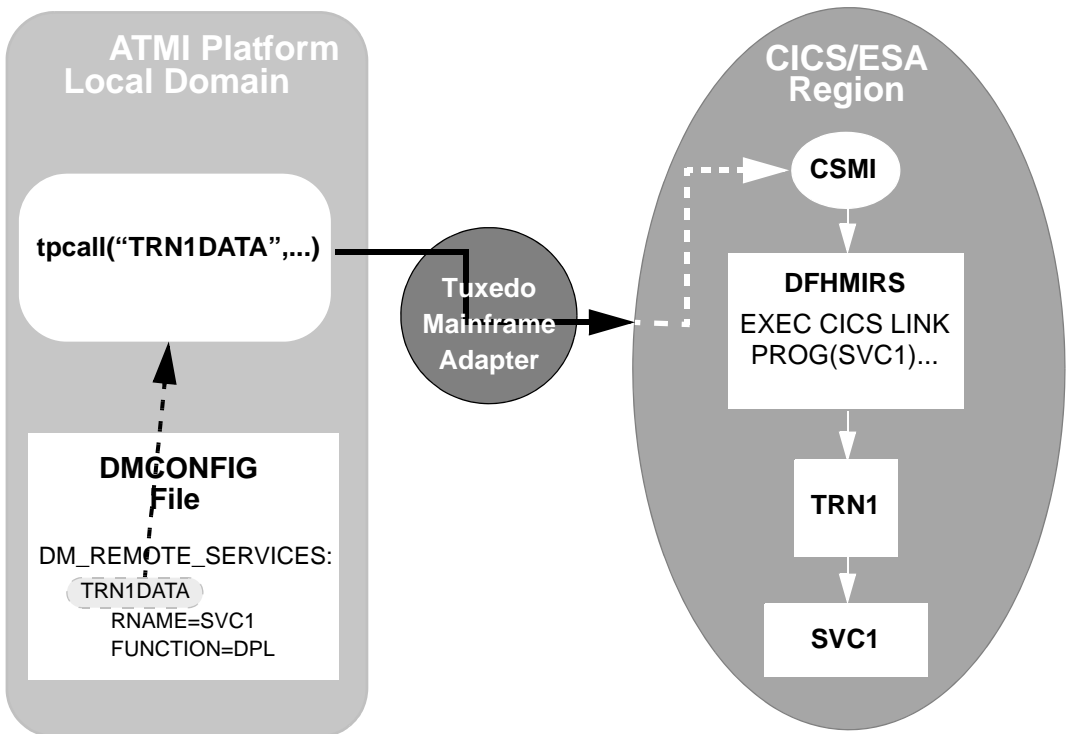 ATMI Platform
Local Domain
tpcall(“TRN1DATA”,...)
DMCONFIG
File
DM_REMOTE_SERVICES:
TRN1DATA
RNAME=SVC1
FUNCTION=DPL
Tuxedo
Mainframe
Adapter
CICS/ESA
Region
CSMI
DFHMIRS
EXEC CICS LINK
PROG(SVC1)...
TRN1
SVC1